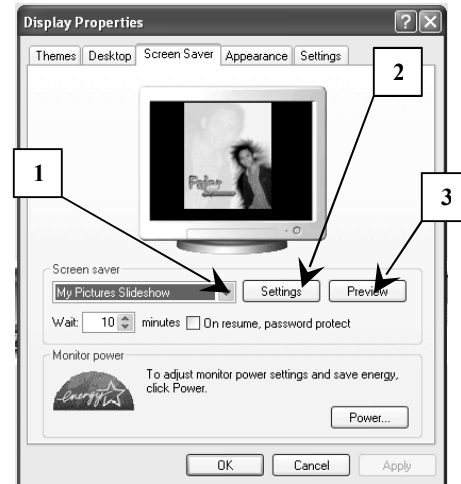 Display Properties
Themes Desktop Screen Saver Appearance Settings
2
1
3
Screen saver
My Pictures Slideshow Settings Preview
Wait: 10 minutes On resume, password protect
Monitor power
To adjust monitor power settings and save energy,
click Power.
energy
Power...
OK Cancel Apply